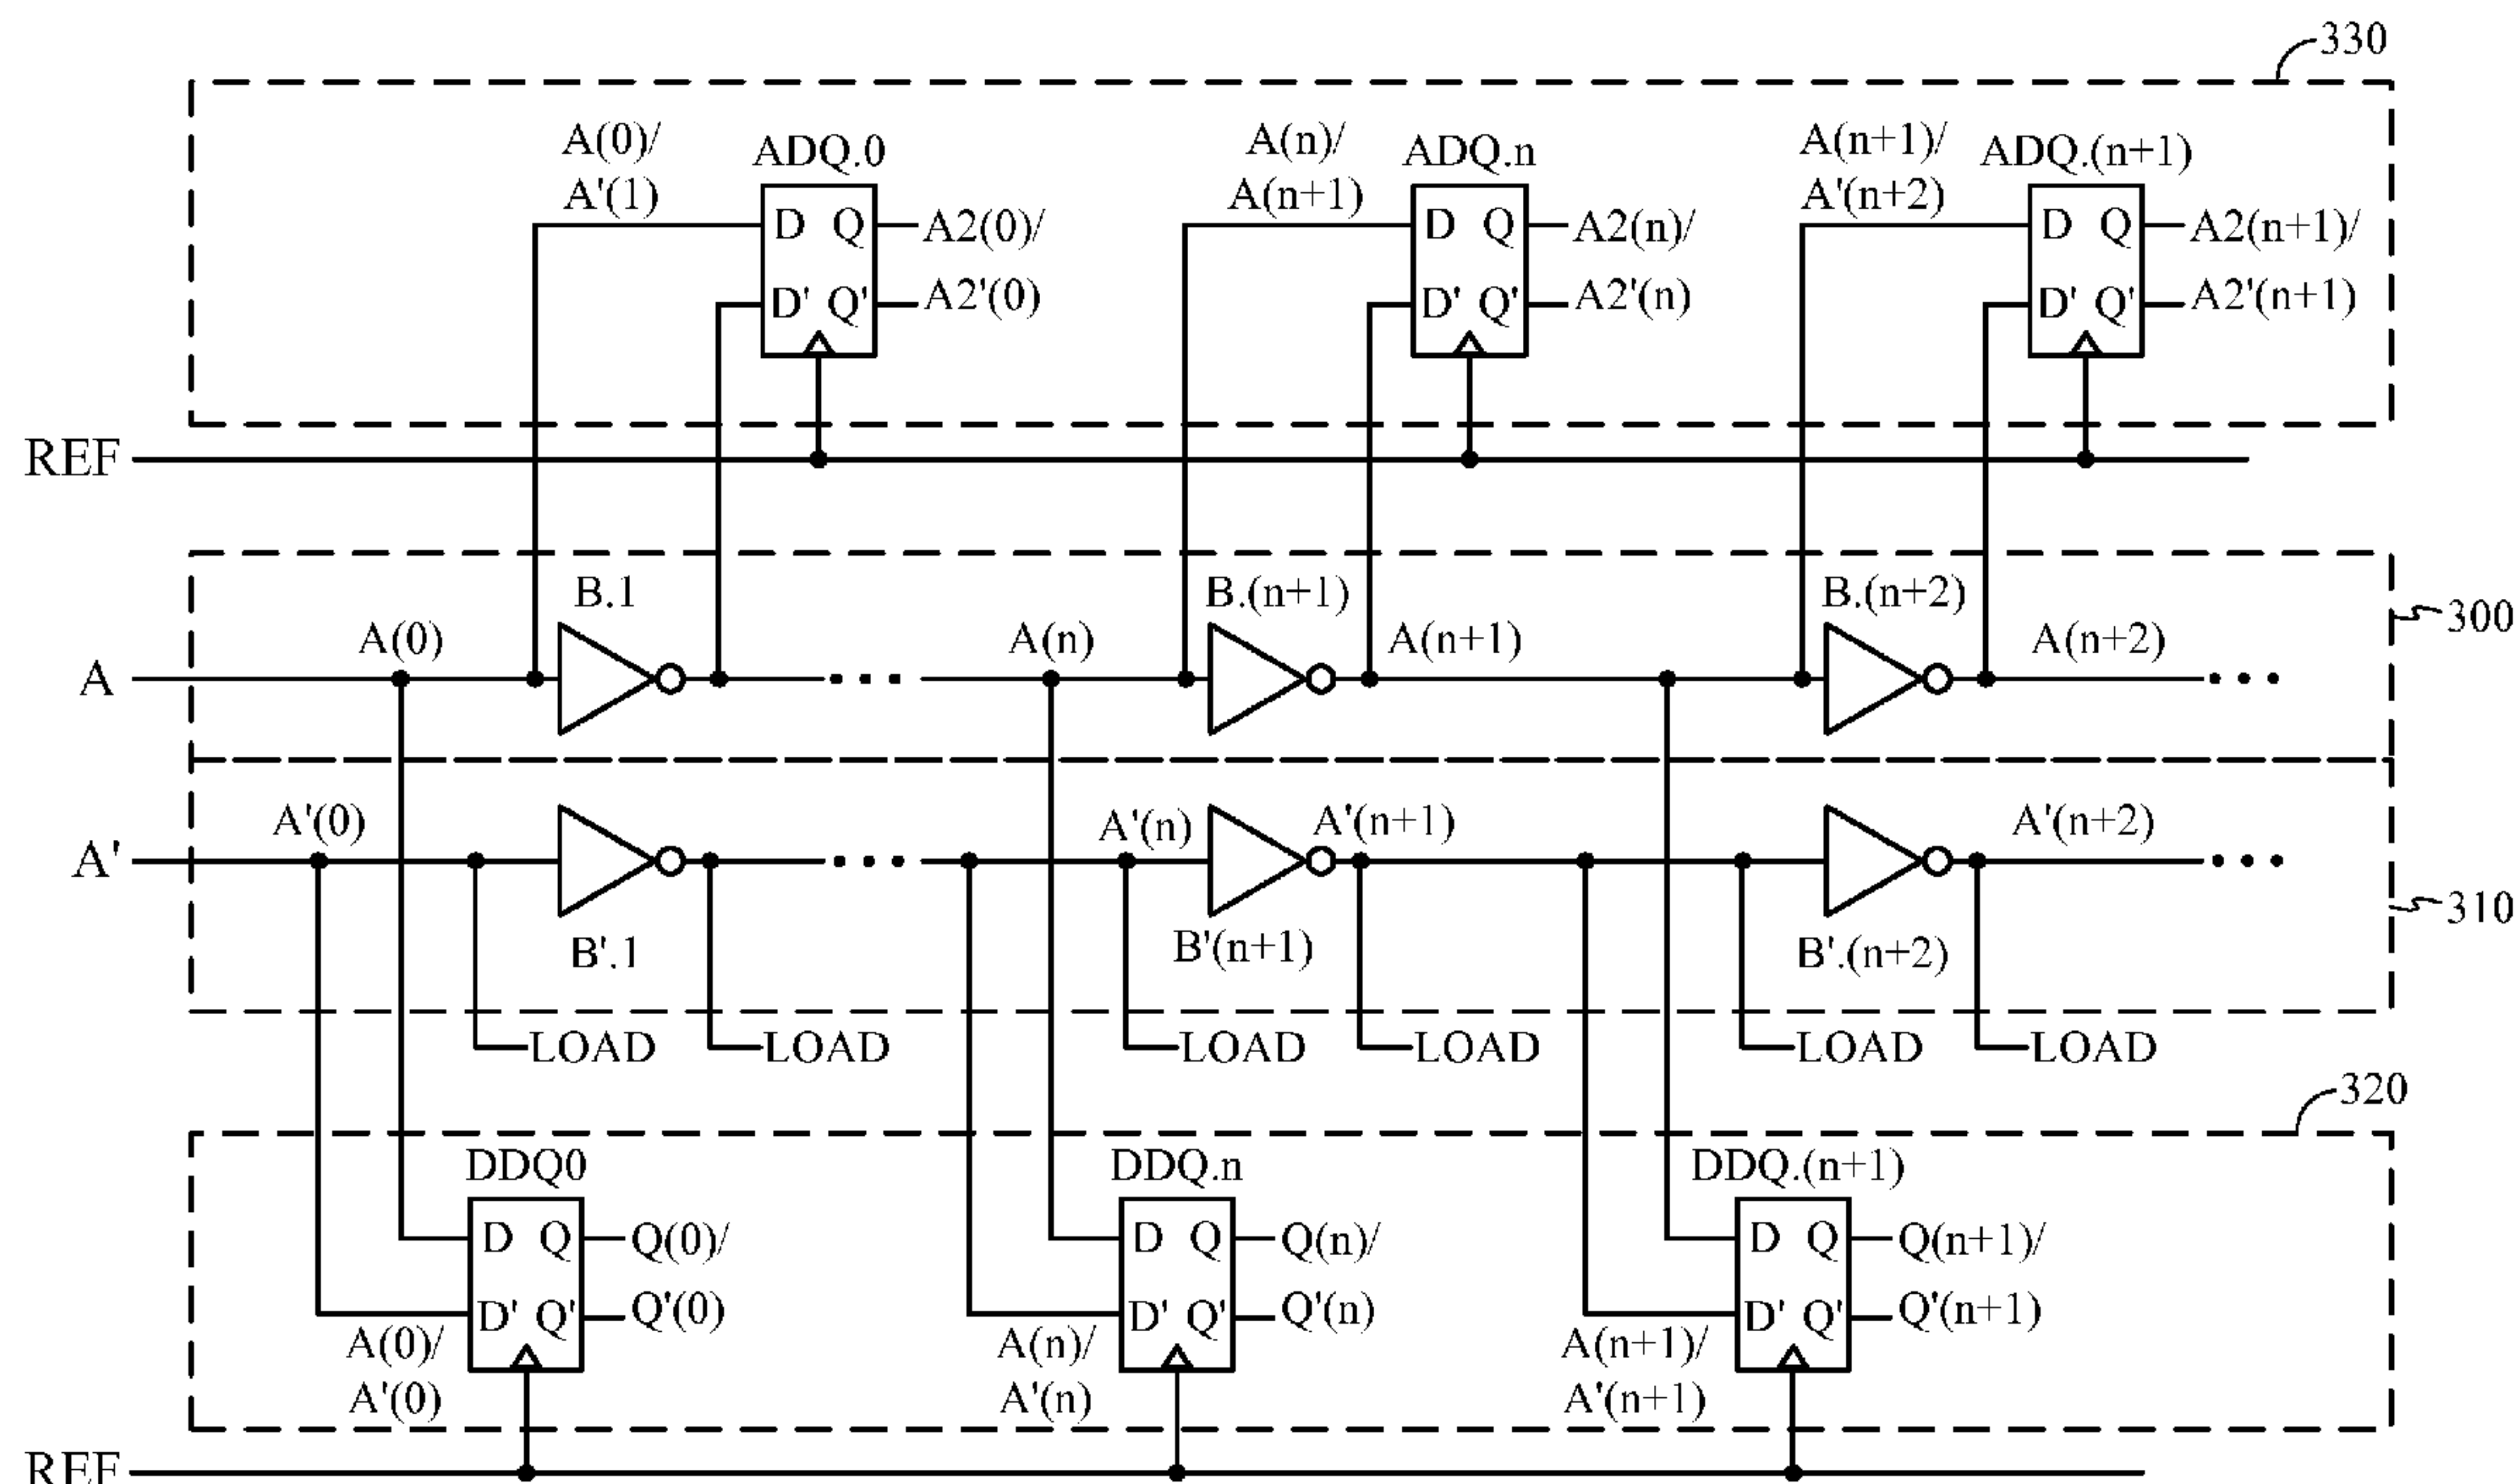 330
A(0)/
A'(1)
ADQ.0
A(n)/
A(n+1)
ADQ.n
A(n+1)/
A'(n+2)
ADQ.(n+1)
D Q
A2(0)/
D' Q'
A2'(0)
D Q
A2(n)/
D' Q'
A2'(n)
D Q
A2(n+1)/
D' Q'
A2'(n+1)
REF
B.1
B.(n+1)
B.(n+2)
300
A
A(0)
A(n)
A(n+1)
A(n+2)
A'
A'(0)
A'(n)
A'(n+1)
A'(n+2)
B'.1
B'(n+1)
B'.(n+2)
310
LOAD
LOAD
LOAD
LOAD
LOAD
LOAD
320
DDQ0
DDQ.n
DDQ.(n+1)
D Q
Q(0)/
D' Q'
Q'(0)
A(0)/
A'(0)
D Q
Q(n)/
D' Q'
Q'(n)
A(n)/
A'(n)
D Q
Q(n+1)/
D' Q'
Q'(n+1)
A(n+1)/
A'(n+1)
REF